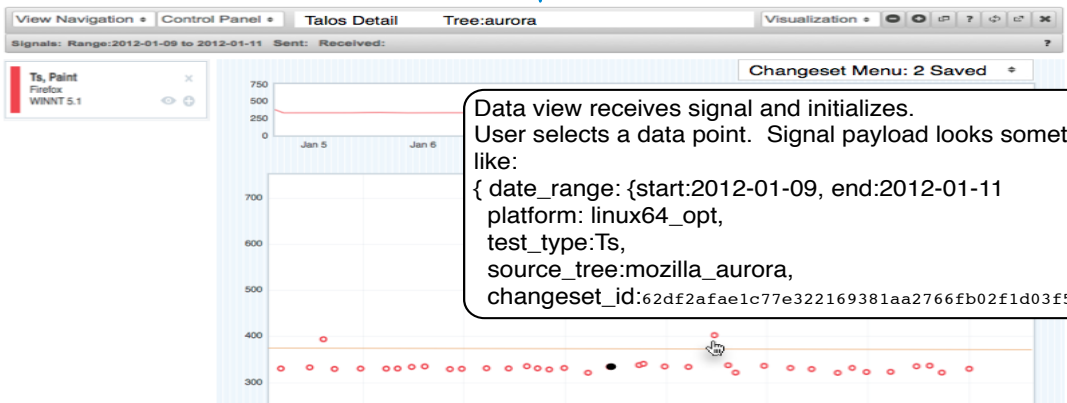 View Navigation Control Panel Talos Detail Tree:aurora Visualization ?
Signals: Range:2012-01-09 to 2012-01-11 Sent: Received: ?
Changeset Menu: 2 Saved
Ts, Paint
Firefox
WINNT 5.1
750
500
250
0
Jan 5 Jan 6
Data view receives signal and initializes.
User selects a data point. Signal payload looks somet
like:
{ date_range: {start:2012-01-09, end:2012-01-11
platform: linux64_opt,
test_type:Ts,
source_tree:mozilla_aurora,
changeset_id:62df2afae1c77e322169381aa2766fb02f1d03f5
700
600
500
400
300